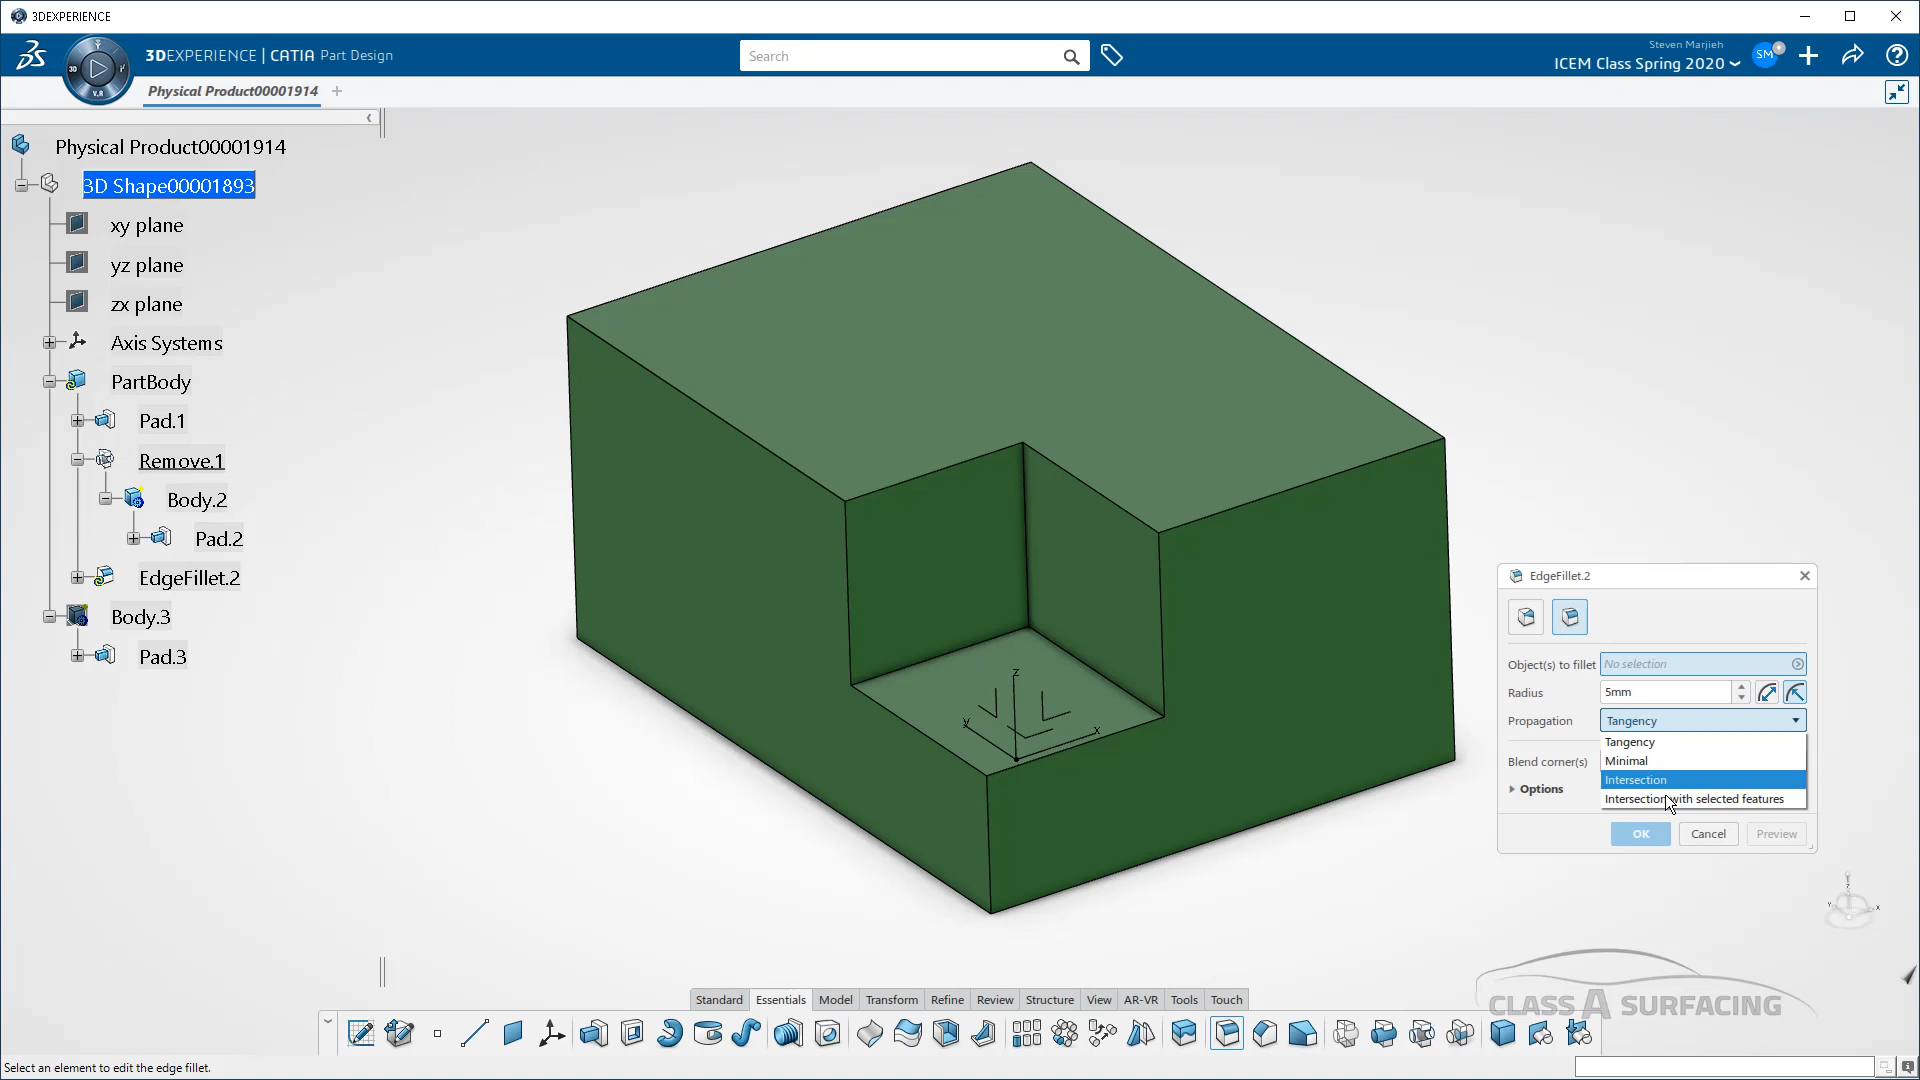 3DEXPERIENCE
3DEXPERIENCE | CATIA Part Design
Search
Steven Marjieh
ICEM Class Spring 2020
SM
3D
V.R
Physical Product00001914
Physical Product00001914
3D Shape00001893
xy plane
yz plane
zx plane
Axis Systems
PartBody
Pad.1
Remove.1
Body.2
Pad.2
EdgeFillet.2
Body.3
Pad.3
z
y
x
EdgeFillet.2
Object(s) to fillet No selection
Radius 5mm
Propagation Tangency
Tangency
Minimal
Intersection
Intersection with selected features
Blend corner(s)
Options
OK Cancel Preview
CLASS A SURFACING
Standard Essentials Model Transform Refine Review Structure View AR-VR Tools Touch
Select an element to edit the edge fillet.